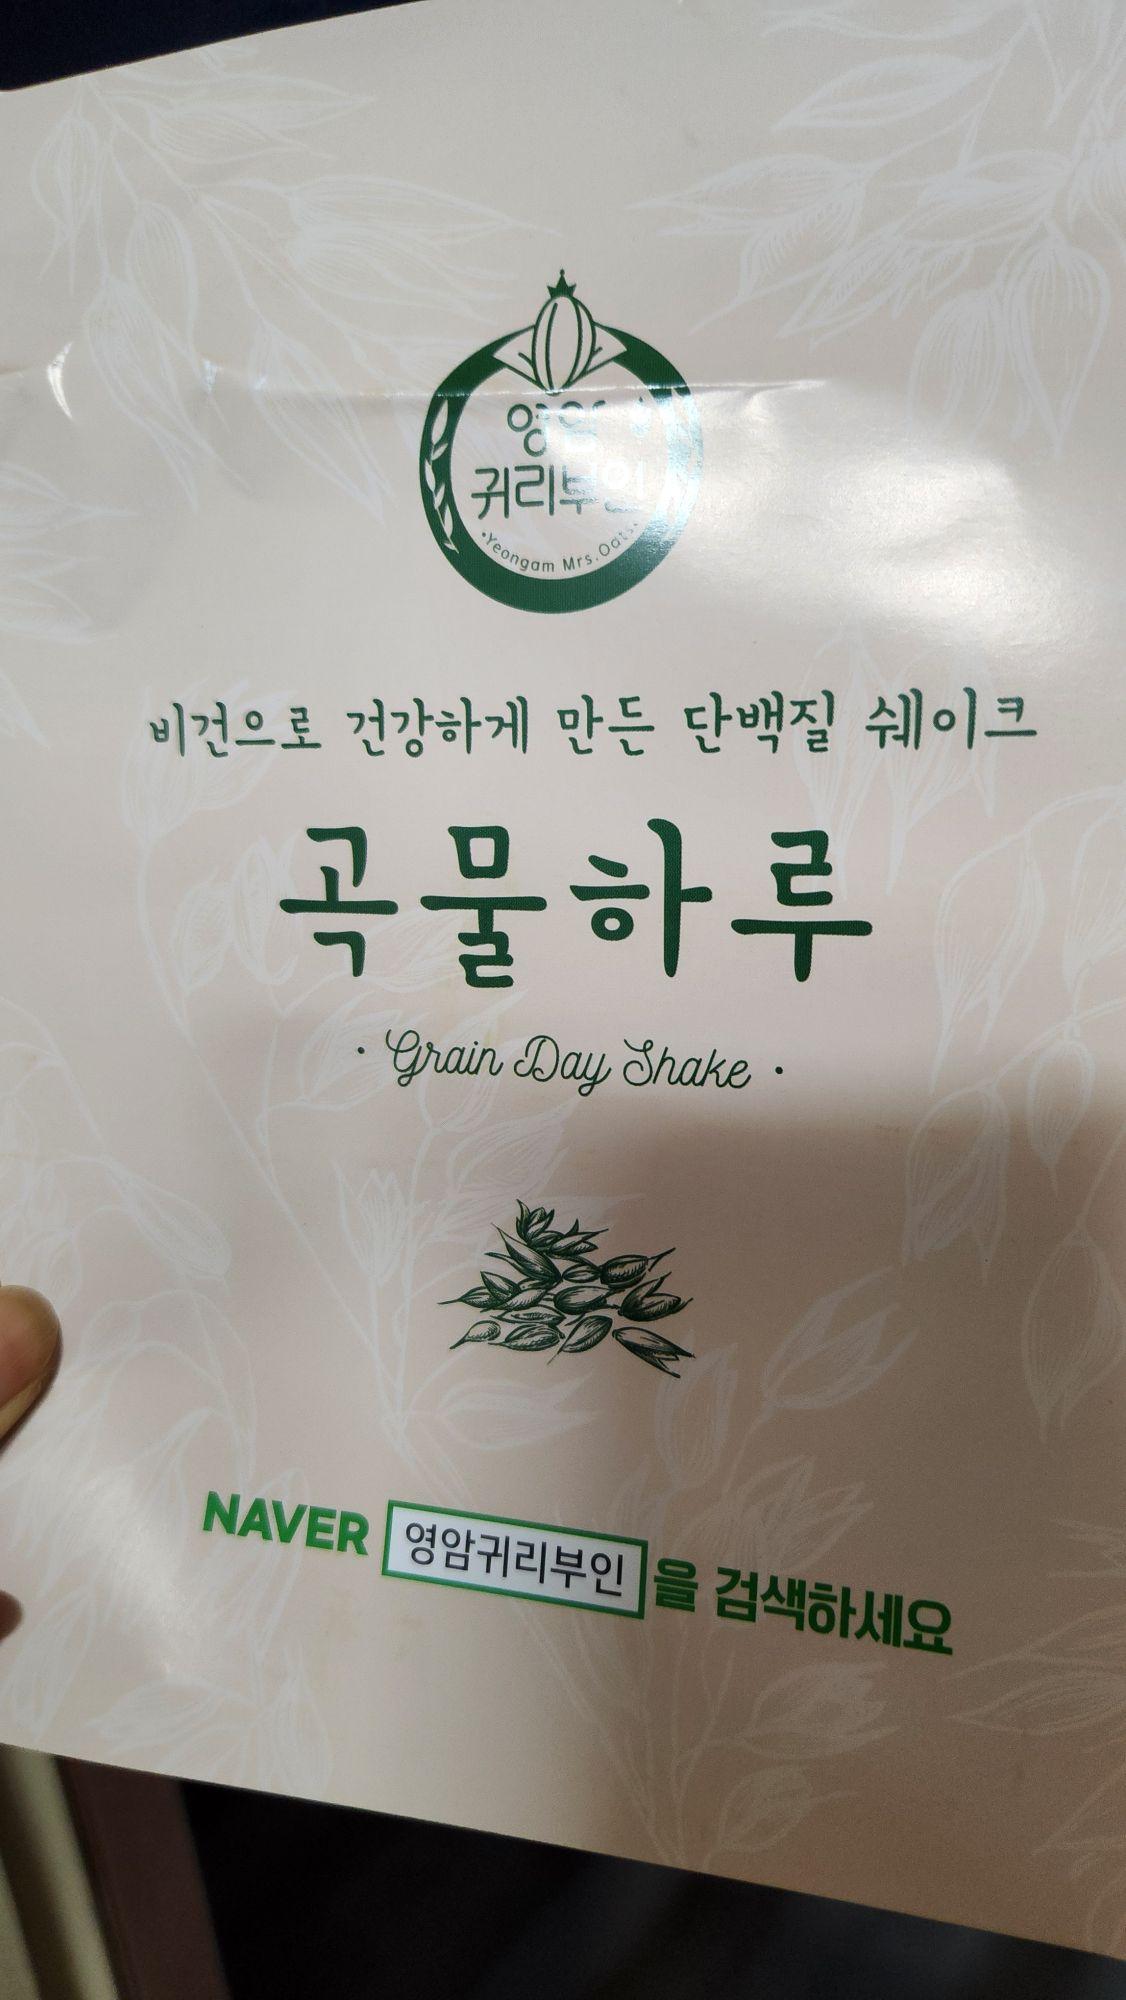 귀리부인
·Yeongam Mrs.Oats·
비건으로 건강하게 만든 단백질 쉐이크
곡물하루
· Grain Day Shake ·
NAVER 영암귀리부인을 검색하세요